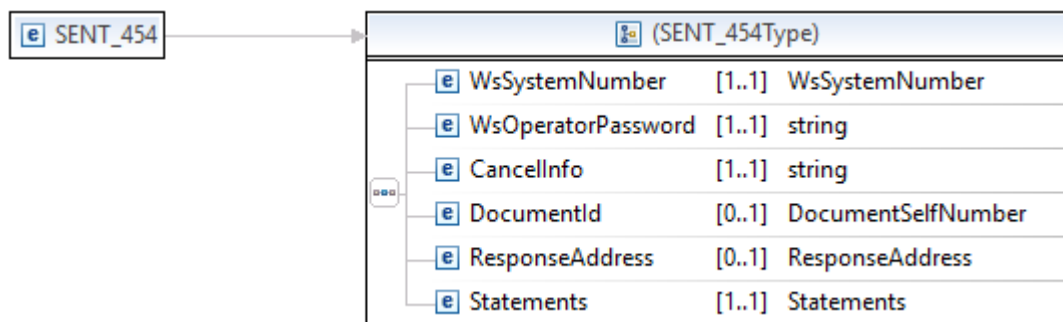 e SENT_454
(SENT_454Type)
e WsSystemNumber [1..1] WsSystemNumber
e WsOperatorPassword [1..1] string
e CancelInfo [1..1] string
e DocumentId [0..1] DocumentSelfNumber
e ResponseAddress [0..1] ResponseAddress
e Statements [1..1] Statements